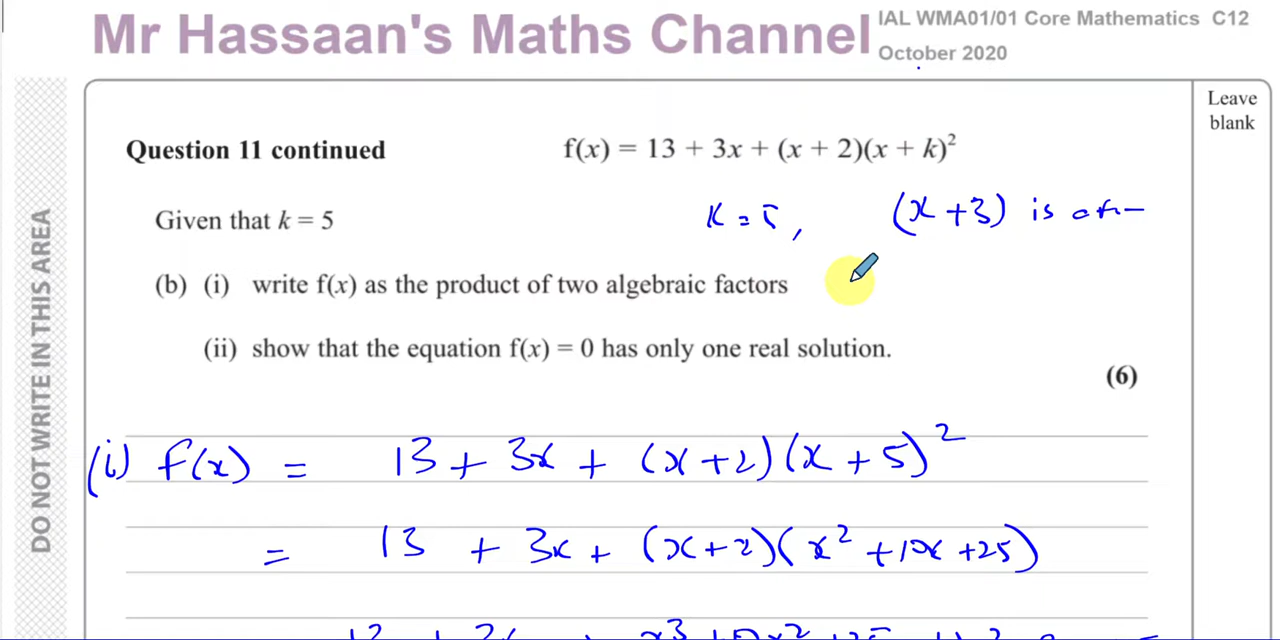 Mr Hassaan's Maths Channel
IAL WMA01/01 Core Mathematics C12
October 2020
Leave
blank
DO NOT WRITE IN THIS AREA
Question 11 continued
f(x) = 13 + 3x + (x + 2)(x + k)²
Given that k = 5
K = 5, (x + 3) is a
(b) (i) write f(x) as the product of two algebraic factors
(ii) show that the equation f(x) = 0 has only one real solution.
(6)
(i) f(x) = 13 + 3x + (x + 2)(x + 5)²
= 13 + 3x + (x + 2)(x² + 10x + 25)